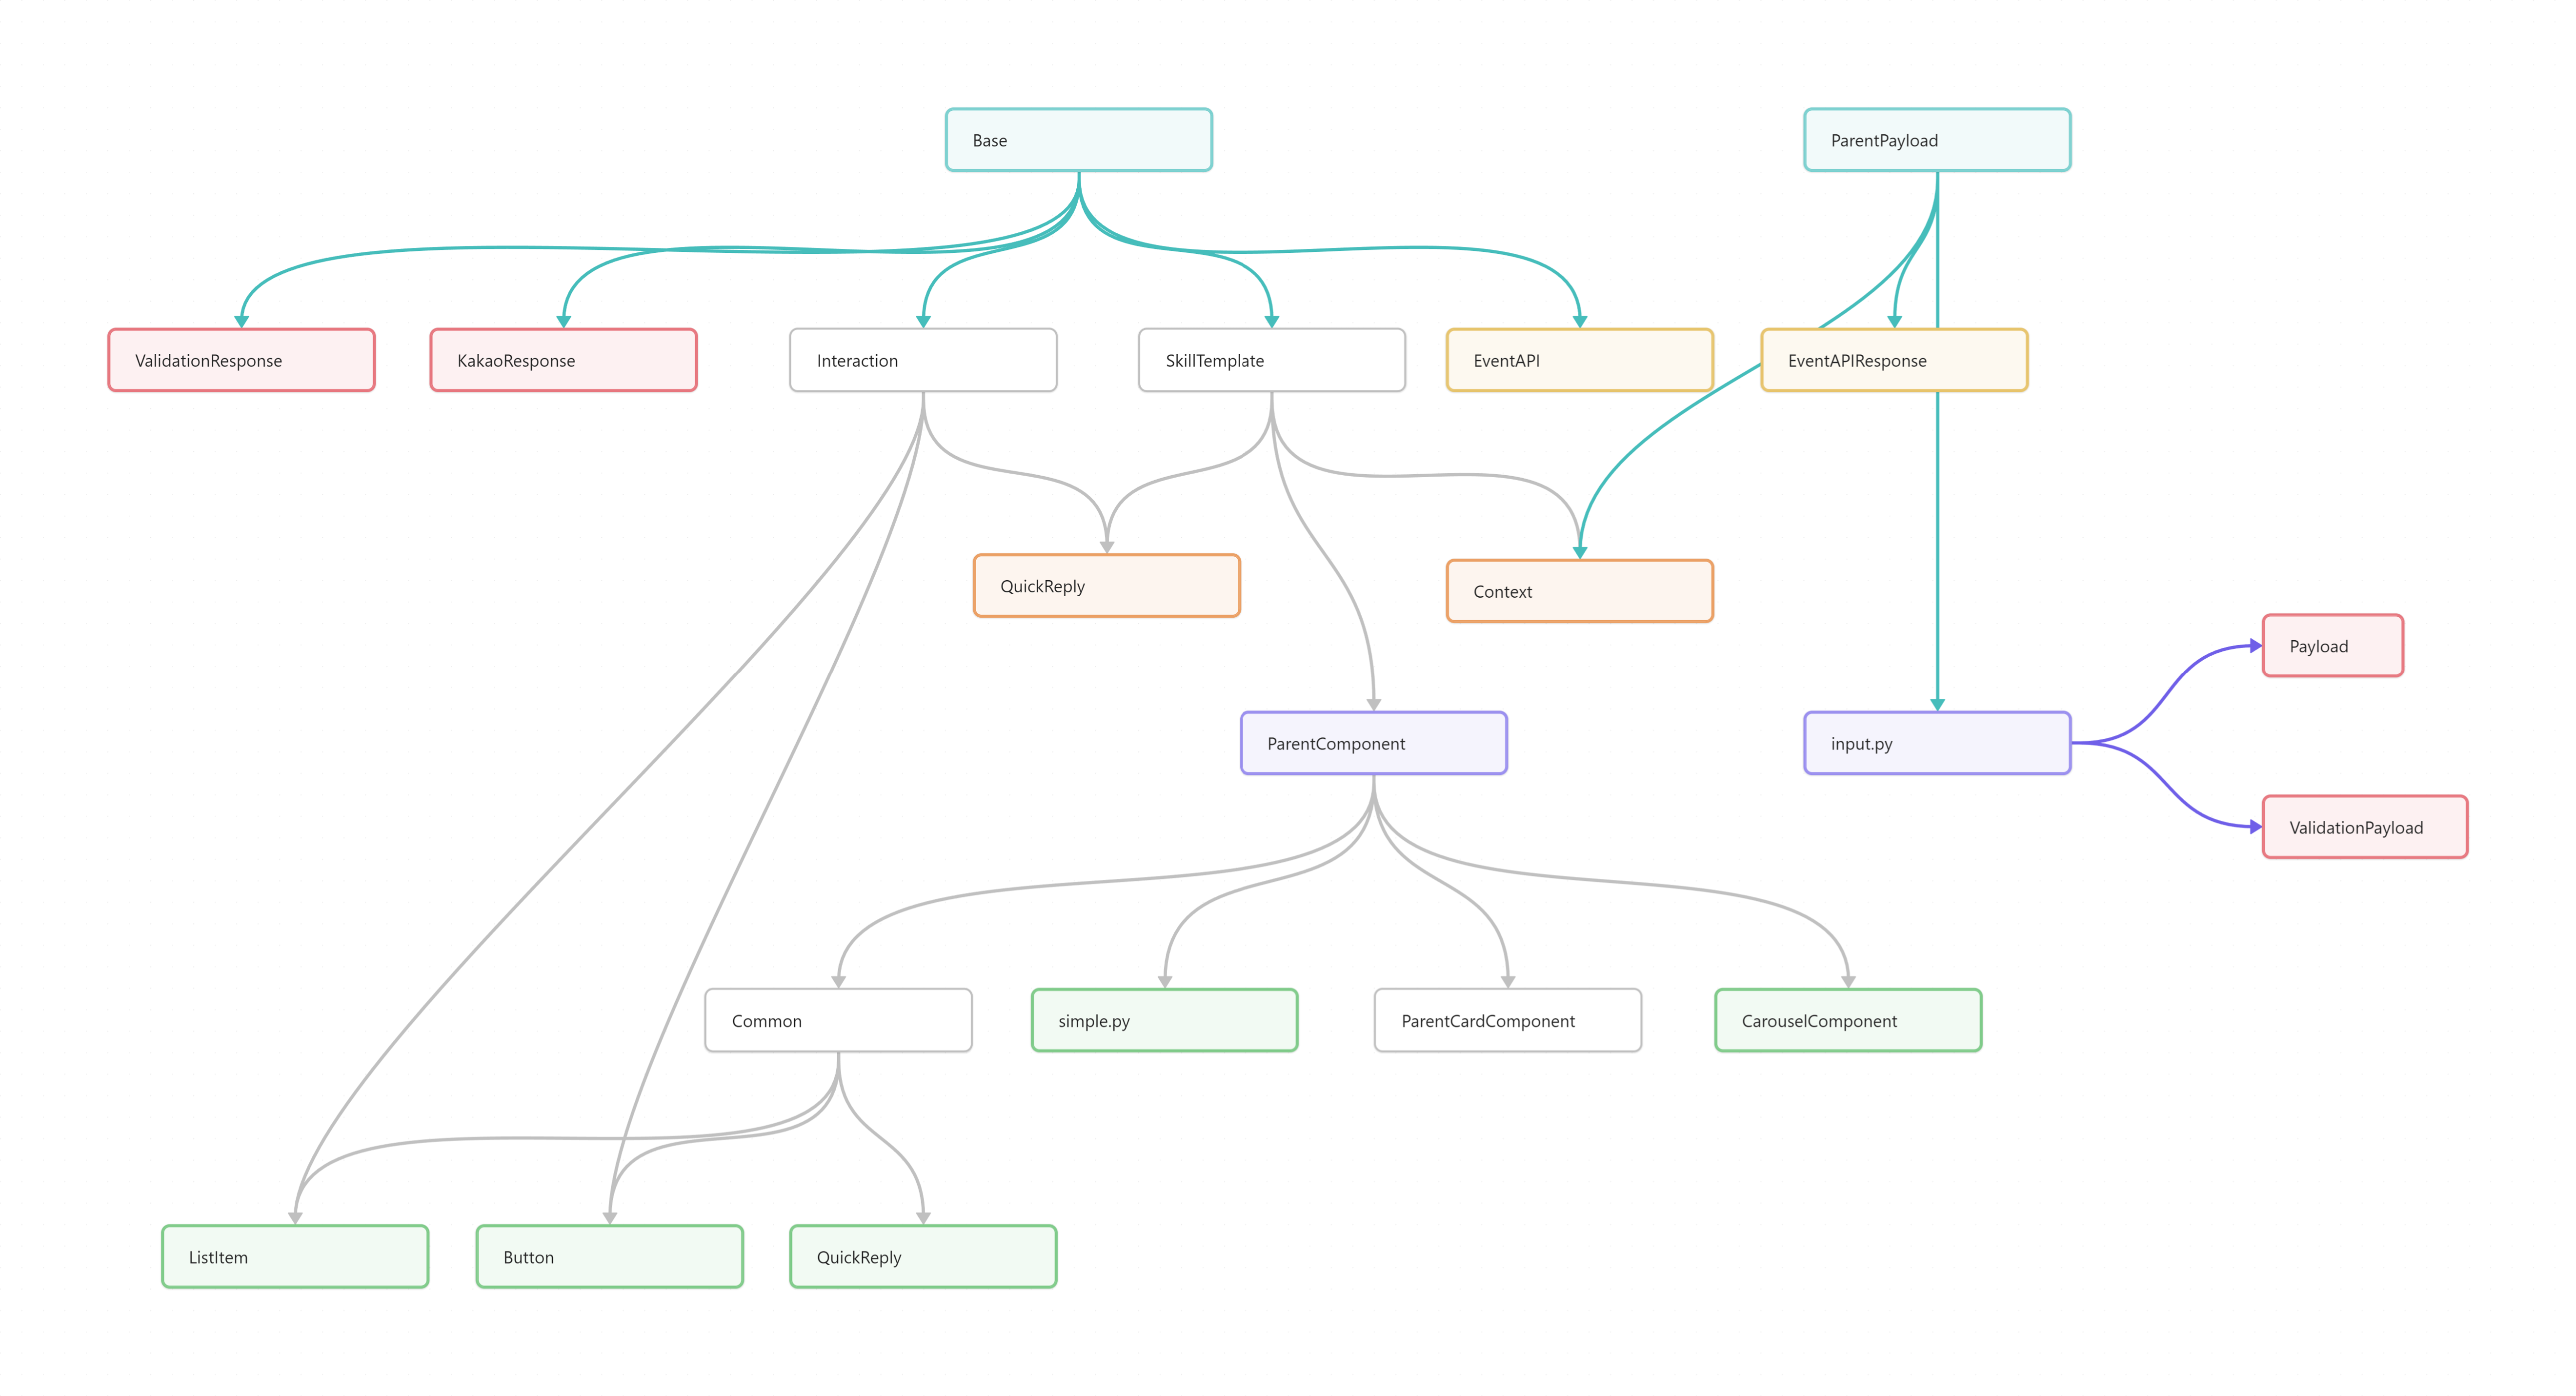 Base
ParentPayload
ValidationResponse
KakaoResponse
Interaction
SkillTemplate
EventAPI
EventAPIResponse
QuickReply
Context
Payload
ParentComponent
input.py
ValidationPayload
Common
simple.py
ParentCardComponent
CarouselComponent
ListItem
Button
QuickReply